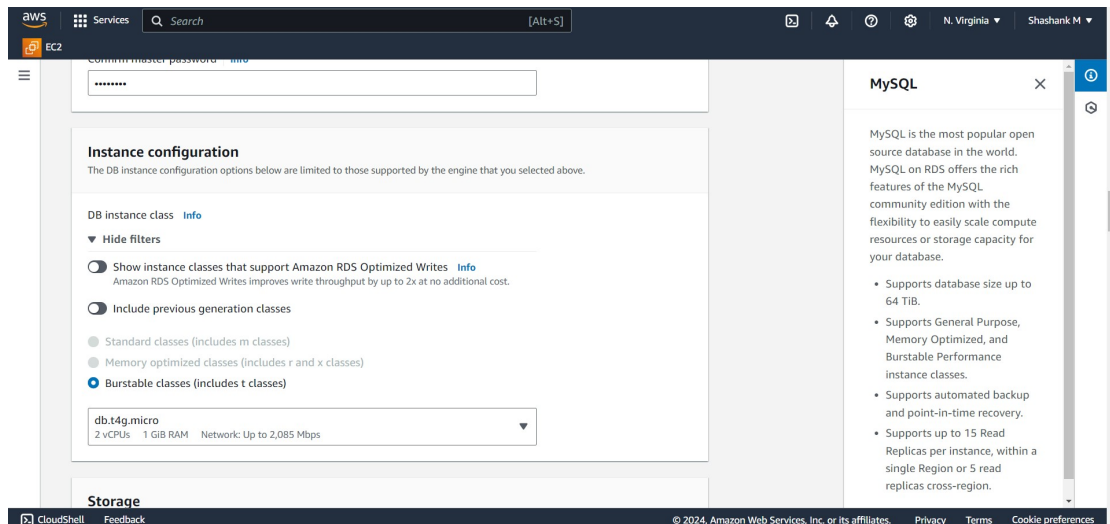 aws
Services
Search
[Alt+S]
N. Virginia ▼
Shashank M ▼
EC2
Confirm master password Info
••••••••
Instance configuration
The DB instance configuration options below are limited to those supported by the engine that you selected above.
DB instance class Info
▼ Hide filters
Show instance classes that support Amazon RDS Optimized Writes Info
Amazon RDS Optimized Writes improves write throughput by up to 2x at no additional cost.
Include previous generation classes
Standard classes (includes m classes)
Memory optimized classes (includes r and x classes)
Burstable classes (includes t classes)
db.t4g.micro
2 vCPUs 1 GiB RAM Network: Up to 2,085 Mbps
Storage
MySQL
MySQL is the most popular open
source database in the world.
MySQL on RDS offers the rich
features of the MySQL
community edition with the
flexibility to easily scale compute
resources or storage capacity for
your database.
• Supports database size up to
64 TiB.
• Supports General Purpose,
Memory Optimized, and
Burstable Performance
instance classes.
• Supports automated backup
and point-in-time recovery.
• Supports up to 15 Read
Replicas per instance, within a
single Region or 5 read
replicas cross-region.
CloudShell
Feedback
© 2024, Amazon Web Services, Inc. or its affiliates.
Privacy
Terms
Cookie preferences